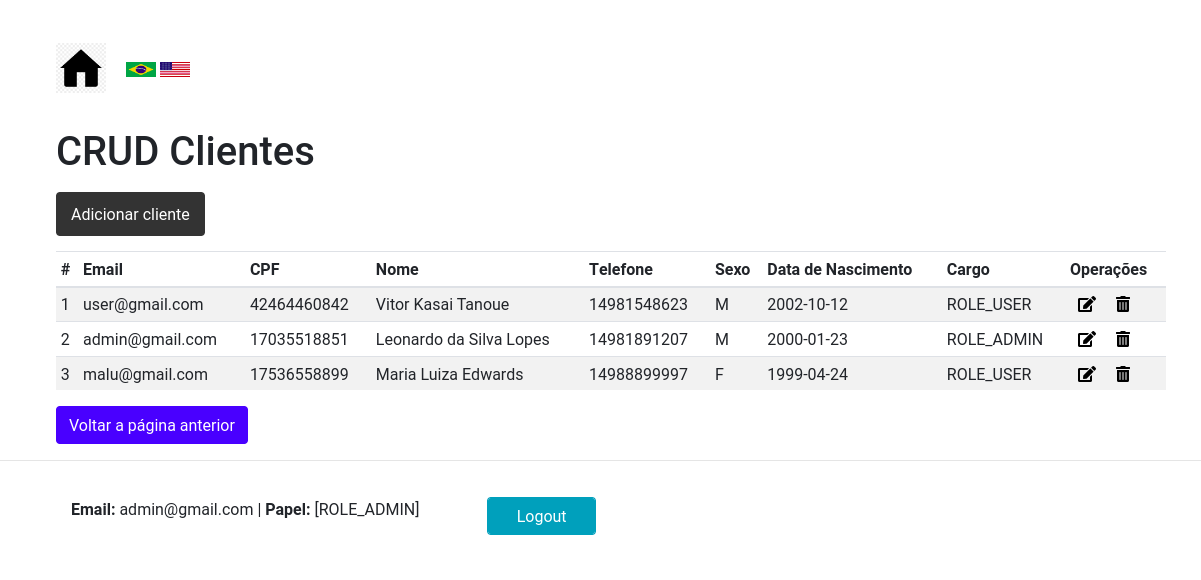 CRUD Clientes
Adicionar cliente
# Email CPF Nome Telefone Sexo Data de Nascimento Cargo Operações
1 user@gmail.com 42464460842 Vitor Kasai Tanoue 14981548623 M 2002-10-12 ROLE_USER
2 admin@gmail.com 17035518851 Leonardo da Silva Lopes 14981891207 M 2000-01-23 ROLE_ADMIN
3 malu@gmail.com 17536558899 Maria Luiza Edwards 14988899997 F 1999-04-24 ROLE_USER
Voltar a página anterior
Email: admin@gmail.com | Papel: [ROLE_ADMIN] Logout